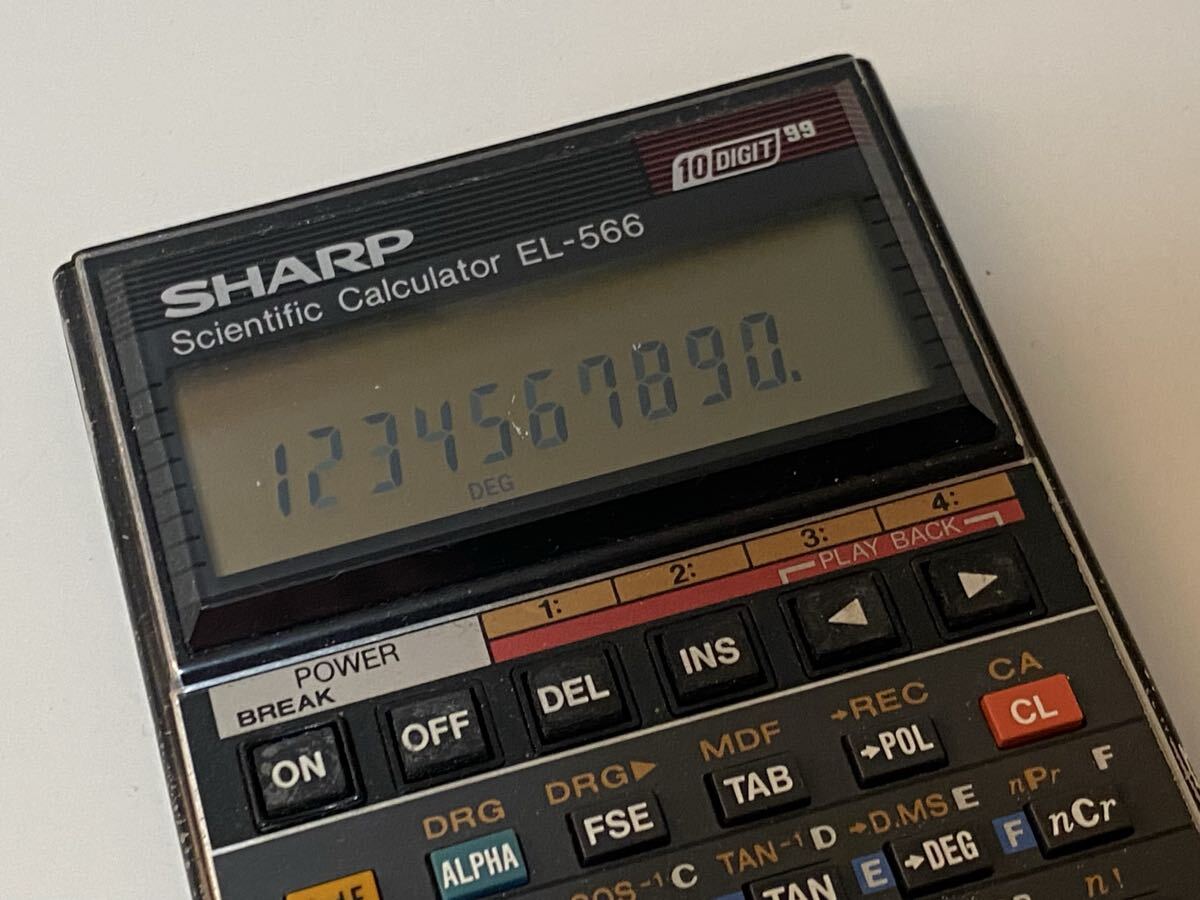 10 DIGIT 99
SHARP
Scientific Calculator EL-566
1234567890.
DEG
1: 2: 3: 4:
PLAY BACK
POWER
BREAK
ON OFF DEL INS ◀ ▶
DRG DRG▶ MDF →REC CA
ALPHA FSE TAB →POL CL
COS⁻¹ C TAN⁻¹ D →D.MS E nPr F
TAN E →DEG F nCr
n!